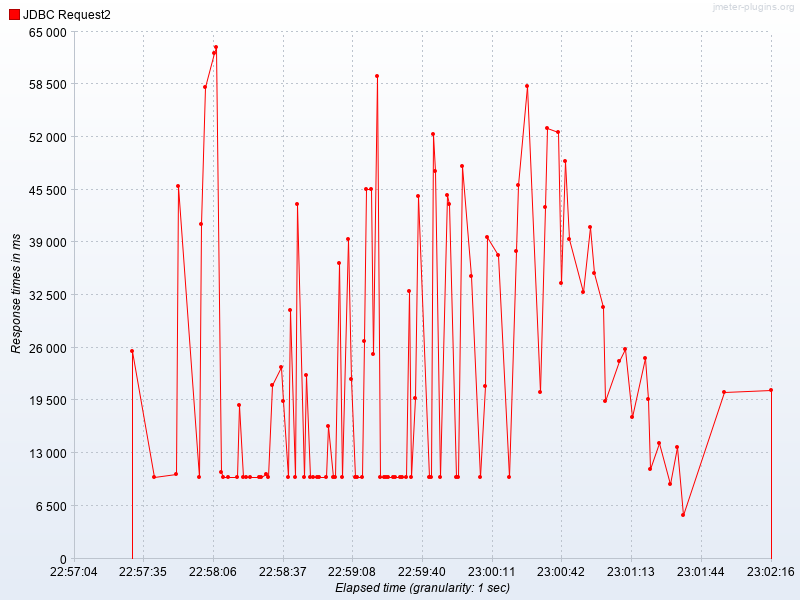 jmeter-plugins.org
JDBC Request2
65 000
58 500
52 000
45 500
39 000
32 500
26 000
19 500
13 000
6 500
0
Response times in ms
22:57:04 22:57:35 22:58:06 22:58:37 22:59:08 22:59:40 23:00:11 23:00:42 23:01:13 23:01:44 23:02:16
Elapsed time (granularity: 1 sec)